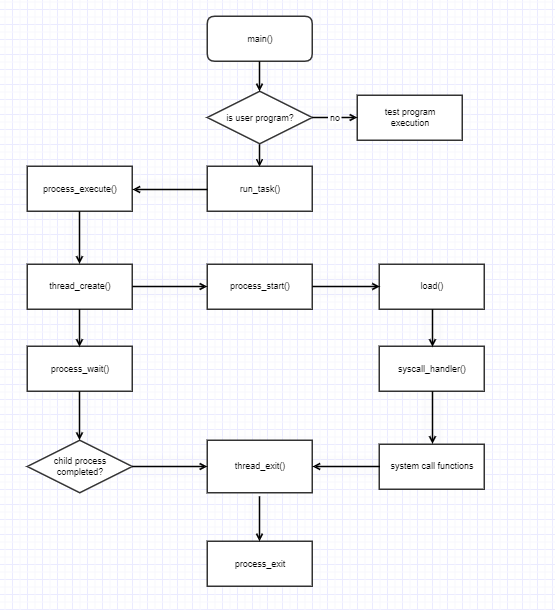 main()
is user program?
no
test program
execution
process_execute()
run_task()
thread_create()
process_start()
load()
process_wait()
syscall_handler()
child process
completed?
thread_exit()
system call functions
process_exit